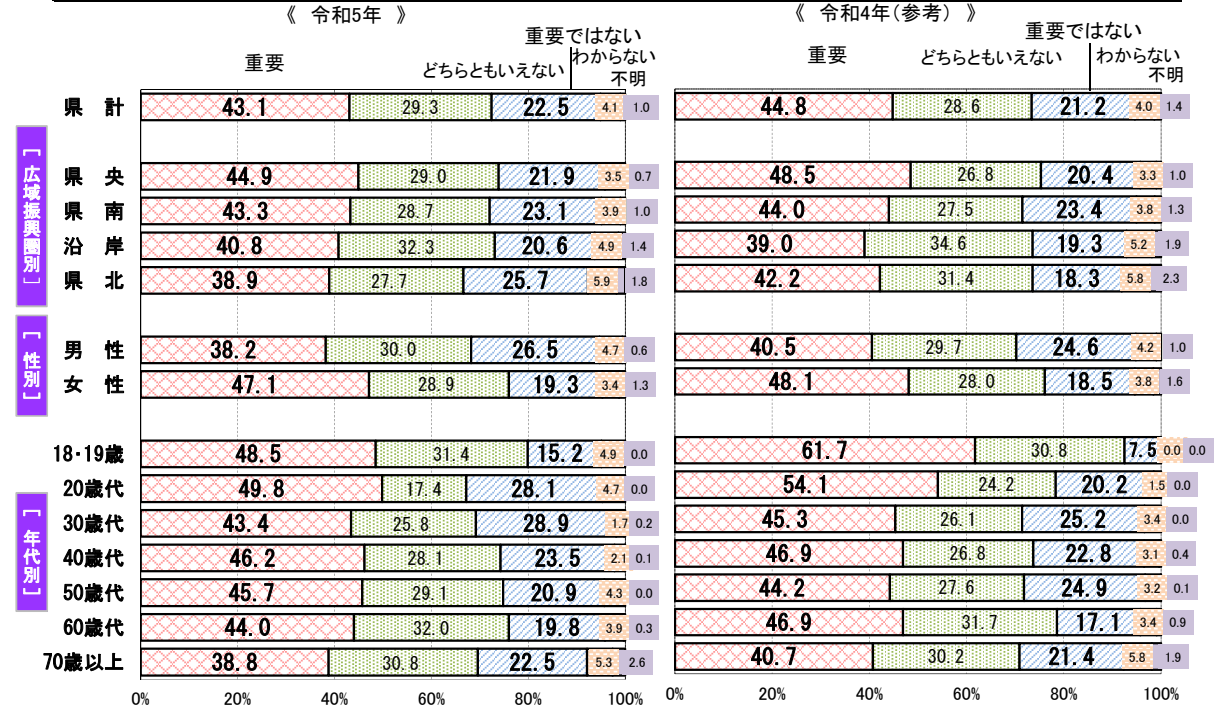 《 令和5年 》
重要
どちらともいえない
重要ではない
わからない
不明
県 計 43.1 29.3 22.5 4.1 1.0
[広域振興圏別]
県 央 44.9 29.0 21.9 3.5 0.7
県 南 43.3 28.7 23.1 3.9 1.0
沿 岸 40.8 32.3 20.6 4.9 1.4
県 北 38.9 27.7 25.7 5.9 1.8
[性別]
男 性 38.2 30.0 26.5 4.7 0.6
女 性 47.1 28.9 19.3 3.4 1.3
[年代別]
18・19歳 48.5 31.4 15.2 4.9 0.0
20歳代 49.8 17.4 28.1 4.7 0.0
30歳代 43.4 25.8 28.9 1.7 0.2
40歳代 46.2 28.1 23.5 2.1 0.1
50歳代 45.7 29.1 20.9 4.3 0.0
60歳代 44.0 32.0 19.8 3.9 0.3
70歳以上 38.8 30.8 22.5 5.3 2.6
0% 20% 40% 60% 80% 100%
《 令和4年(参考) 》
重要
どちらともいえない
重要ではない
わからない
不明
44.8 28.6 21.2 4.0 1.4
48.5 26.8 20.4 3.3 1.0
44.0 27.5 23.4 3.8 1.3
39.0 34.6 19.3 5.2 1.9
42.2 31.4 18.3 5.8 2.3
40.5 29.7 24.6 4.2 1.0
48.1 28.0 18.5 3.8 1.6
61.7 30.8 7.5 0.0 0.0
54.1 24.2 20.2 1.5 0.0
45.3 26.1 25.2 3.4 0.0
46.9 26.8 22.8 3.1 0.4
44.2 27.6 24.9 3.2 0.1
46.9 31.7 17.1 3.4 0.9
40.7 30.2 21.4 5.8 1.9
0% 20% 40% 60% 80% 100%